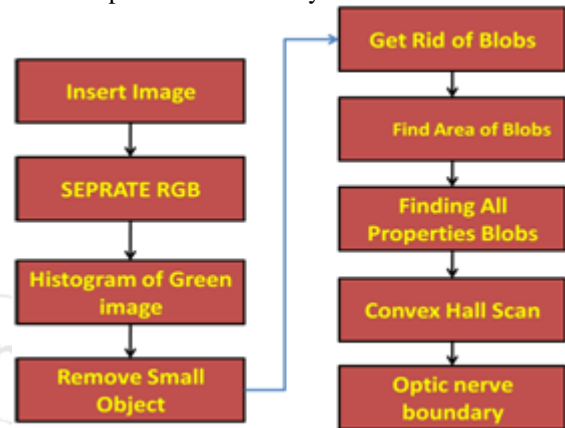 Insert Image
SEPRATE RGB
Histogram of Green
image
Remove Small
Object
Get Rid of Blobs
Find Area of Blobs
Finding All
Properties Blobs
Convex Hall Scan
Optic nerve
boundary